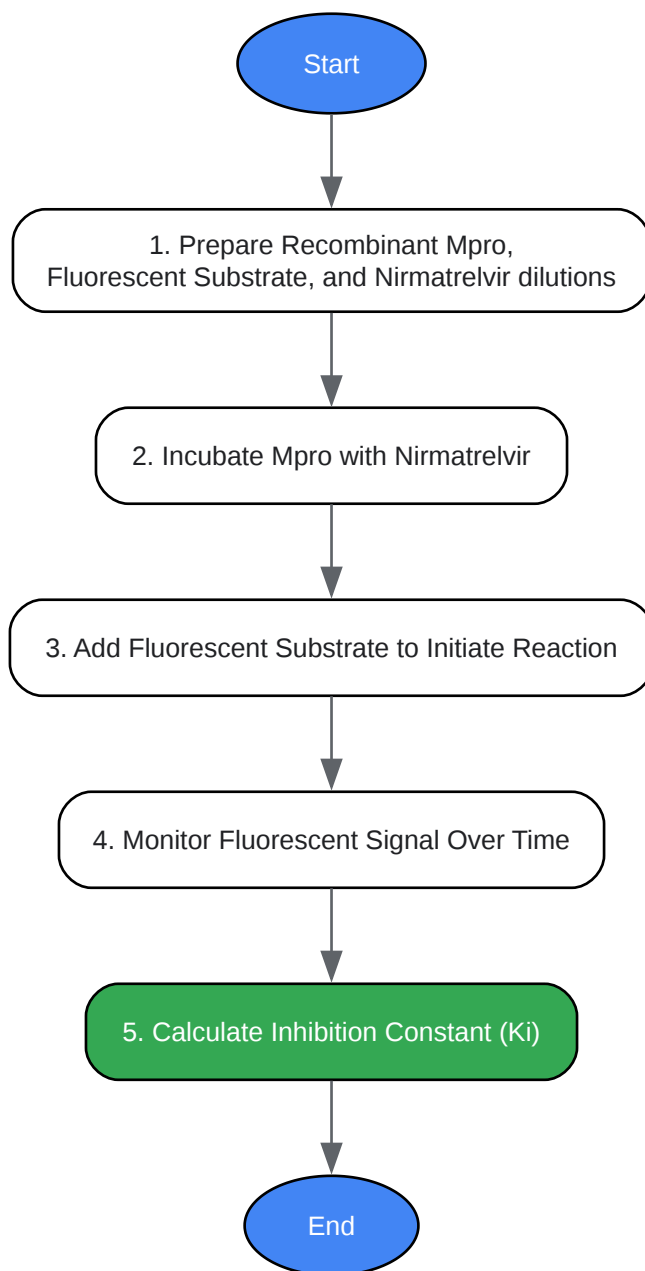 Start
1. Prepare Recombinant Mpro,
Fluorescent Substrate, and Nirmatrelvir dilutions
2. Incubate Mpro with Nirmatrelvir
3. Add Fluorescent Substrate to Initiate Reaction
4. Monitor Fluorescent Signal Over Time
5. Calculate Inhibition Constant (Ki)
End